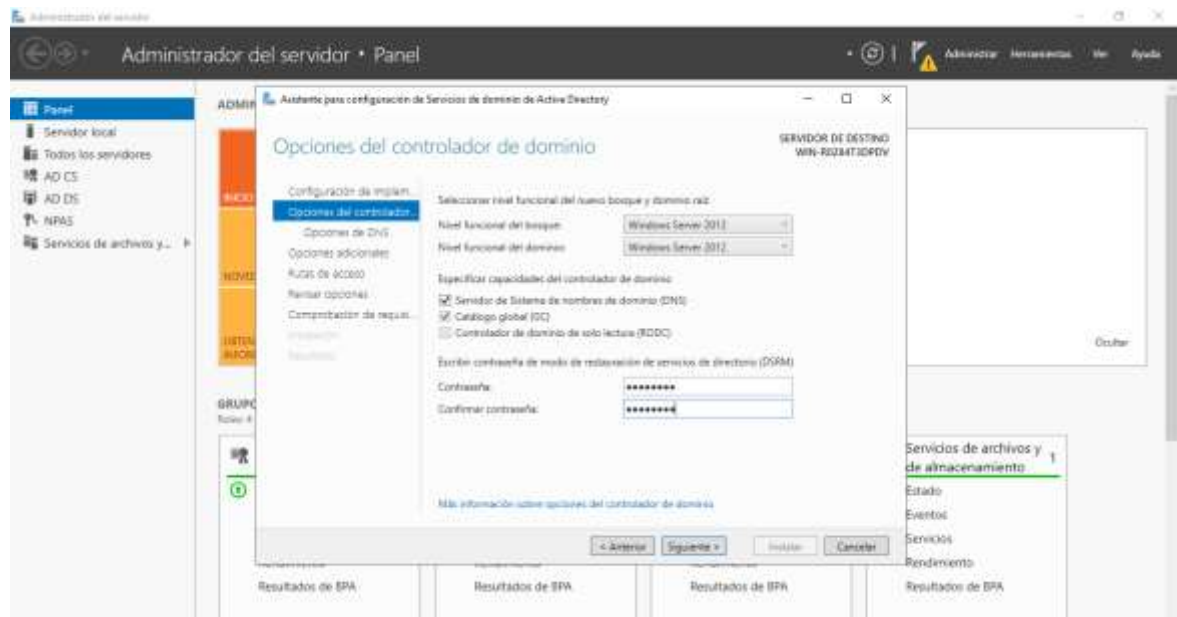 Administrador del servidor
Administrador del servidor • Panel
Administrar Herramientas Ver Ayuda
Panel
Servidor local
Todos los servidores
AD CS
AD DS
NPAS
Servicios de archivos y...
Asistente para configuración de Servicios de dominio de Active Directory
Opciones del controlador de dominio
SERVIDOR DE DESTINO
Configuración de implem...
Opciones del controlador...
Opciones de DNS
Opciones adicionales
Rutas de acceso
Revisar opciones
Comprobación de requisi...
Instalación
Resultados
Seleccionar nivel funcional del nuevo bosque y dominio raíz
Nivel funcional del bosque:
Windows Server 2012
Nivel funcional del dominio:
Windows Server 2012
Especificar capacidades del controlador de dominio
Servidor de Sistema de nombres de dominio (DNS)
Catálogo global (GC)
Controlador de dominio de solo lectura (RODC)
Escribir contraseña de modo de restauración de servicios de directorio (DSRM)
Contraseña:
••••••••
Confirmar contraseña:
••••••••
Más información sobre opciones del controlador de dominio
< Anterior
Siguiente >
Instalar
Cancelar
Ocultar
Servicios de archivos y
de almacenamiento
1
Estado
Eventos
Servicios
Rendimiento
Resultados de BPA
Resultados de BPA
Resultados de BPA
Resultados de BPA